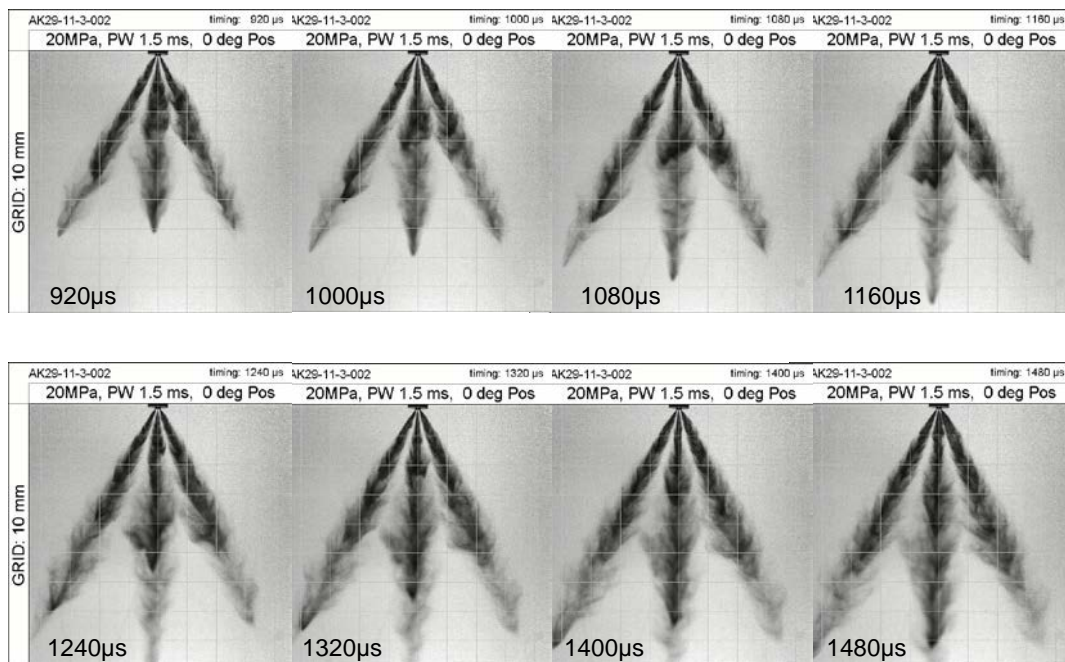 AK29-11-3-002 timing: 920 µs
20MPa, PW 1.5 ms, 0 deg Pos
AK29-11-3-002 timing: 1000 µs
20MPa, PW 1.5 ms, 0 deg Pos
AK29-11-3-002 timing: 1080 µs
20MPa, PW 1.5 ms, 0 deg Pos
AK29-11-3-002 timing: 1160 µs
20MPa, PW 1.5 ms, 0 deg Pos
GRID: 10 mm
920µs
1000µs
1080µs
1160µs
AK29-11-3-002 timing: 1240 µs
20MPa, PW 1.5 ms, 0 deg Pos
AK29-11-3-002 timing: 1320 µs
20MPa, PW 1.5 ms, 0 deg Pos
AK29-11-3-002 timing: 1400 µs
20MPa, PW 1.5 ms, 0 deg Pos
AK29-11-3-002 timing: 1480 µs
20MPa, PW 1.5 ms, 0 deg Pos
GRID: 10 mm
1240µs
1320µs
1400µs
1480µs